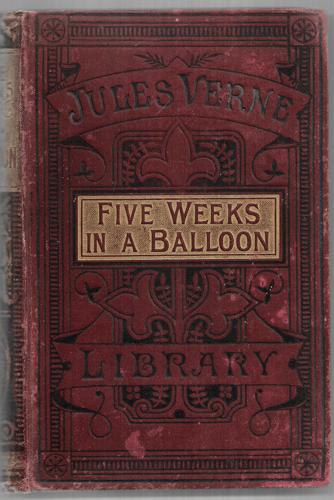 JULES VERNE
FIVE WEEKS
IN A BALLOON
LIBRARY